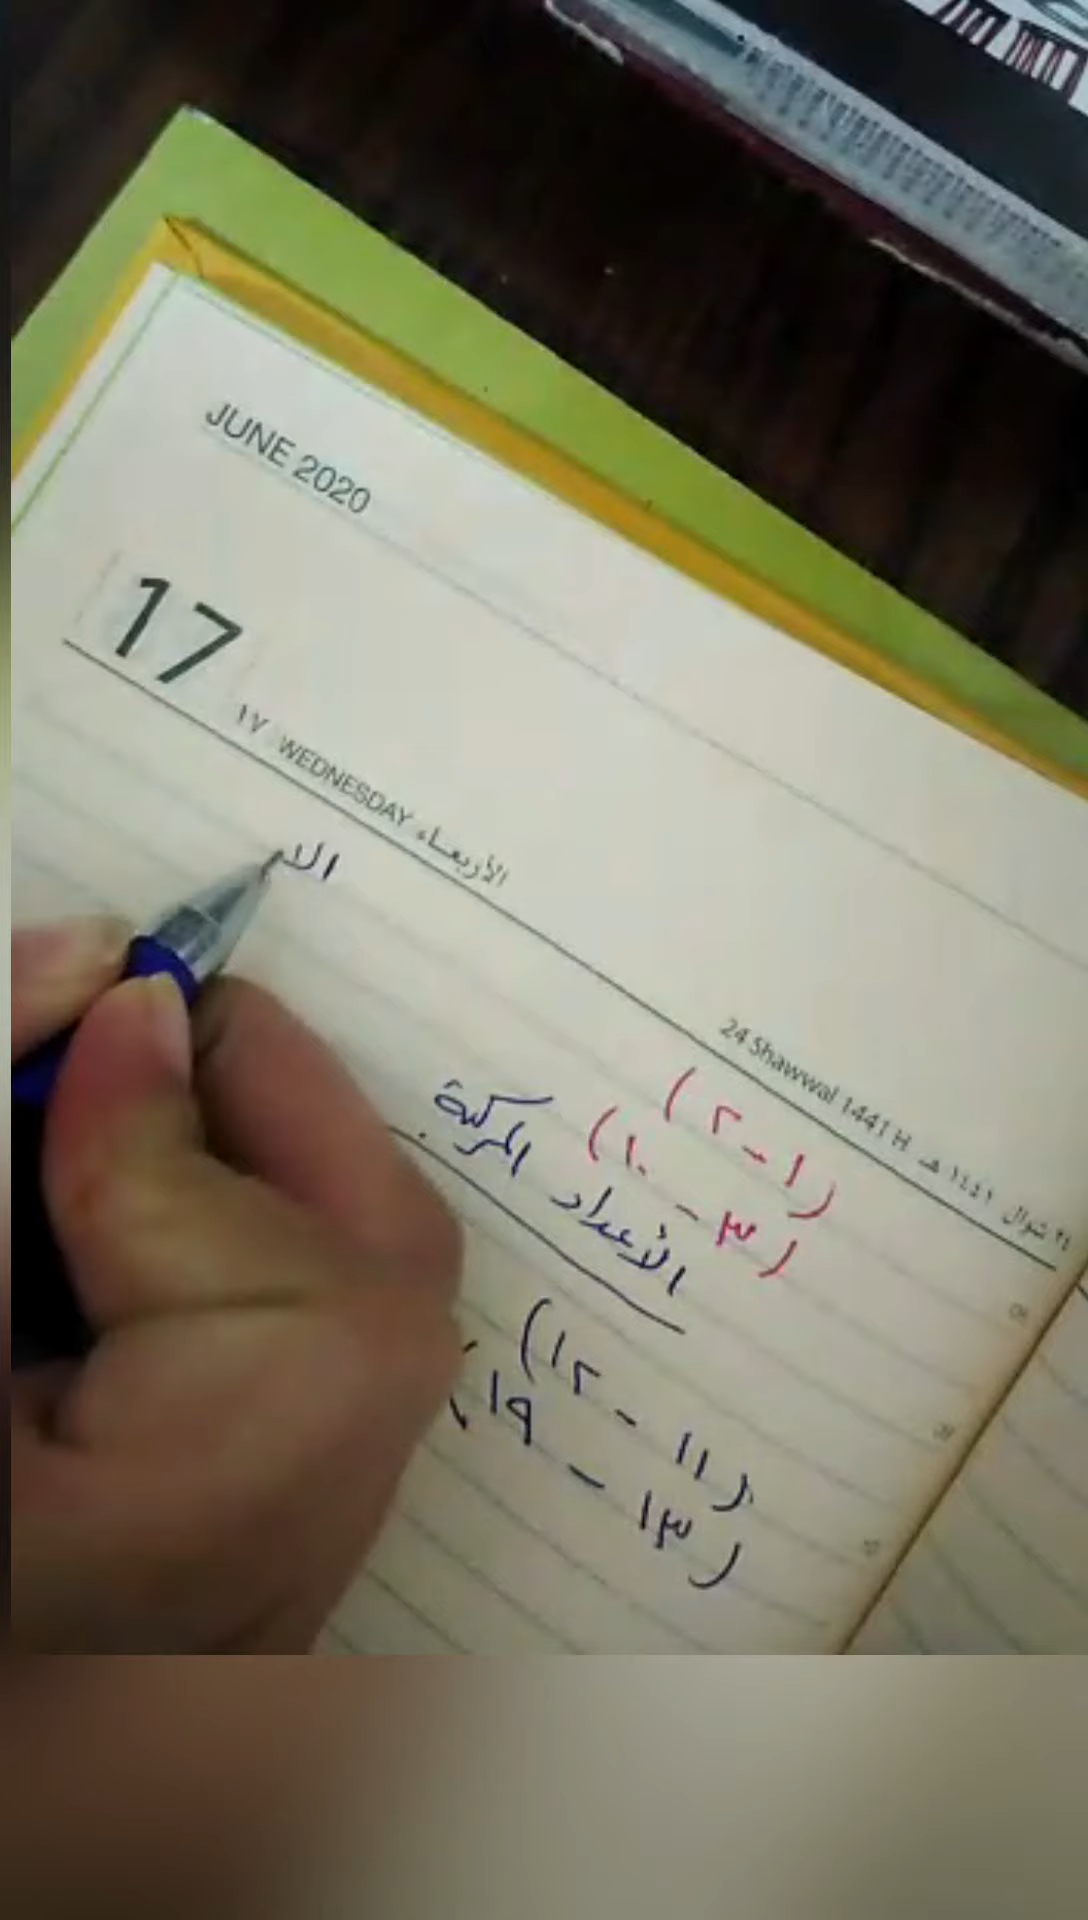 JUNE 2020
17
١٧ WEDNESDAY الأربعاء
24 Shawwal 1441 H ٢٤ شوال ١٤٤١ هـ
الا
(١ - ٢)
(٣ - ١٠)
الأعداد المركبة
(١١ - ١٢)
(١٣ - ١٩)